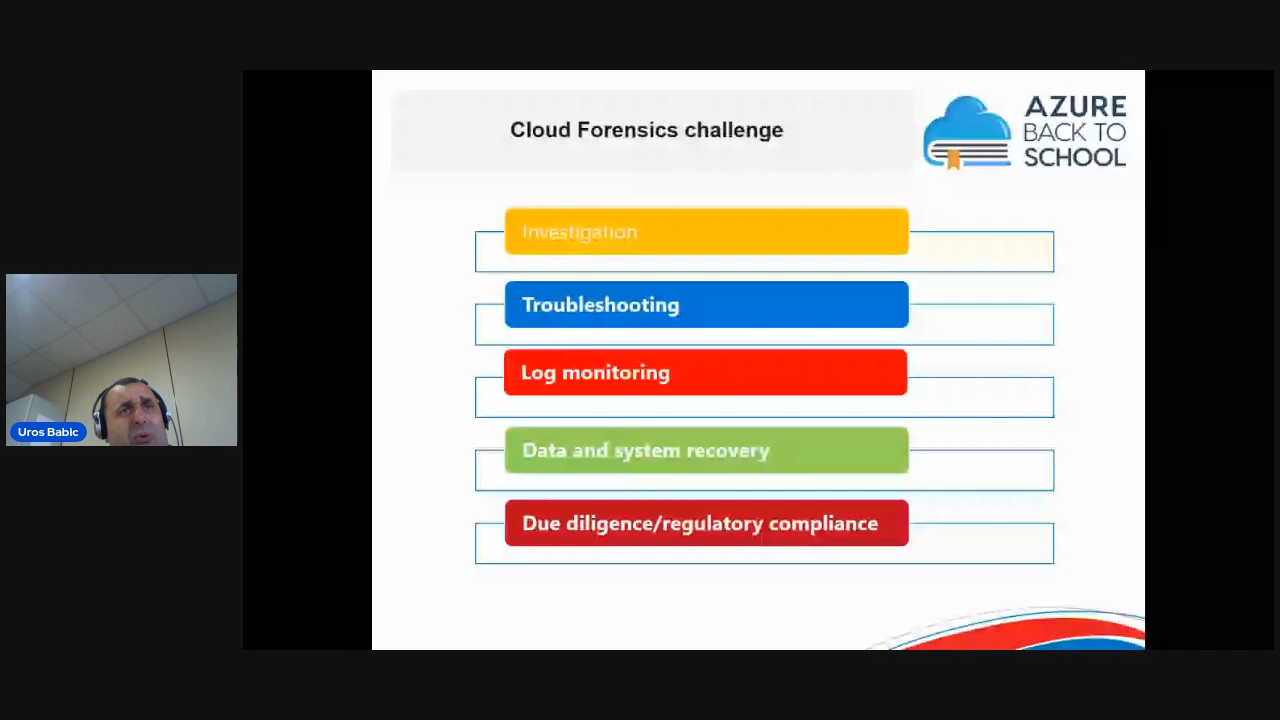 Cloud Forensics challenge
AZURE
BACK TO
SCHOOL
Investigation
Troubleshooting
Log monitoring
Data and system recovery
Due diligence/regulatory compliance
Uros Babic